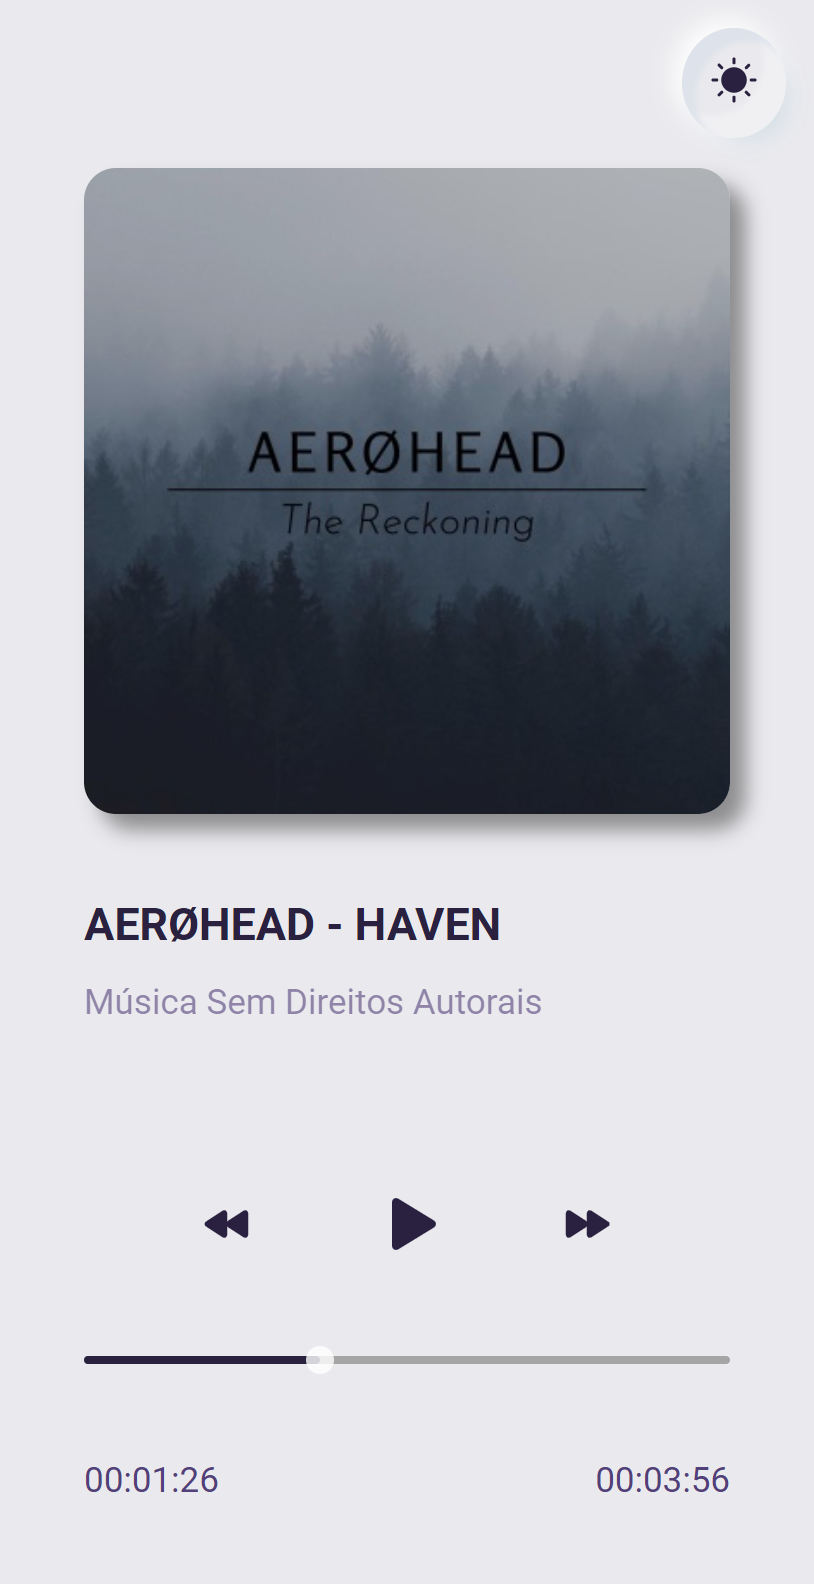 AERØHEAD
The Reckoning
AERØHEAD - HAVEN
Música Sem Direitos Autorais
00:01:26 00:03:56